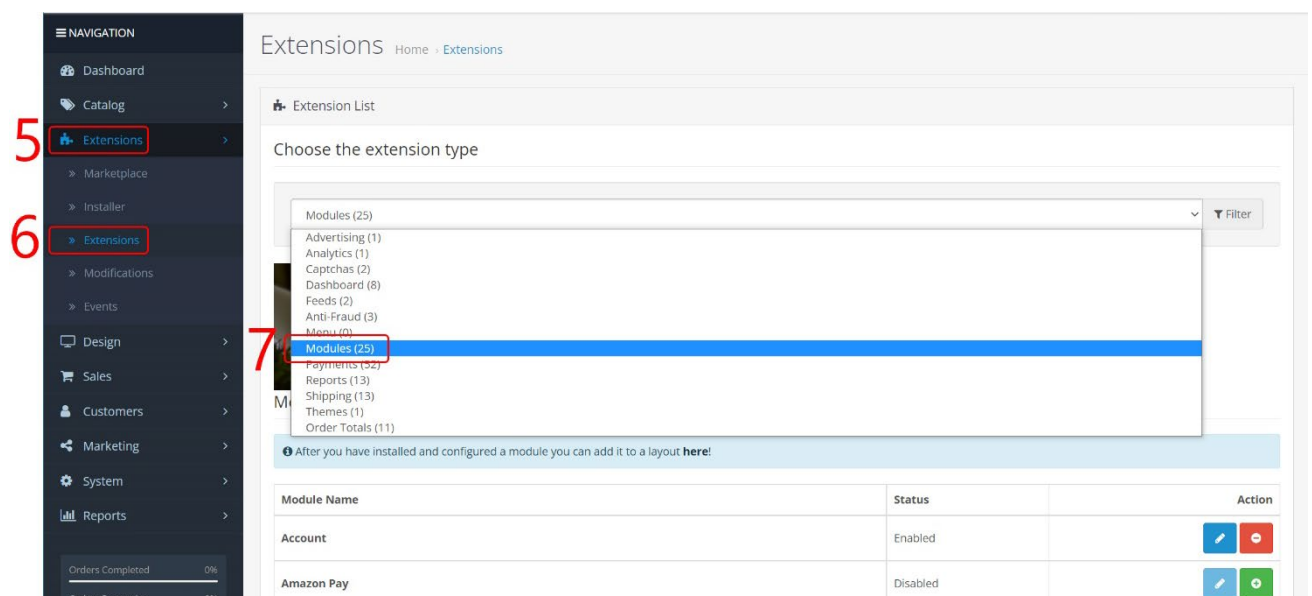 NAVIGATION
Dashboard
Catalog
5
Extensions
Marketplace
Installer
6
Extensions
Modifications
Events
Design
Sales
Customers
Marketing
System
Reports
Orders Completed 0%
Extensions Home › Extensions
Extension List
Choose the extension type
Modules (25)
Filter
Advertising (1)
Analytics (1)
Captchas (2)
Dashboard (8)
Feeds (2)
Anti-Fraud (3)
Menu (0)
7
Modules (25)
Payments (52)
Reports (13)
Shipping (13)
Themes (1)
Order Totals (11)
After you have installed and configured a module you can add it to a layout here!
Module Name Status Action
Account Enabled
Amazon Pay Disabled